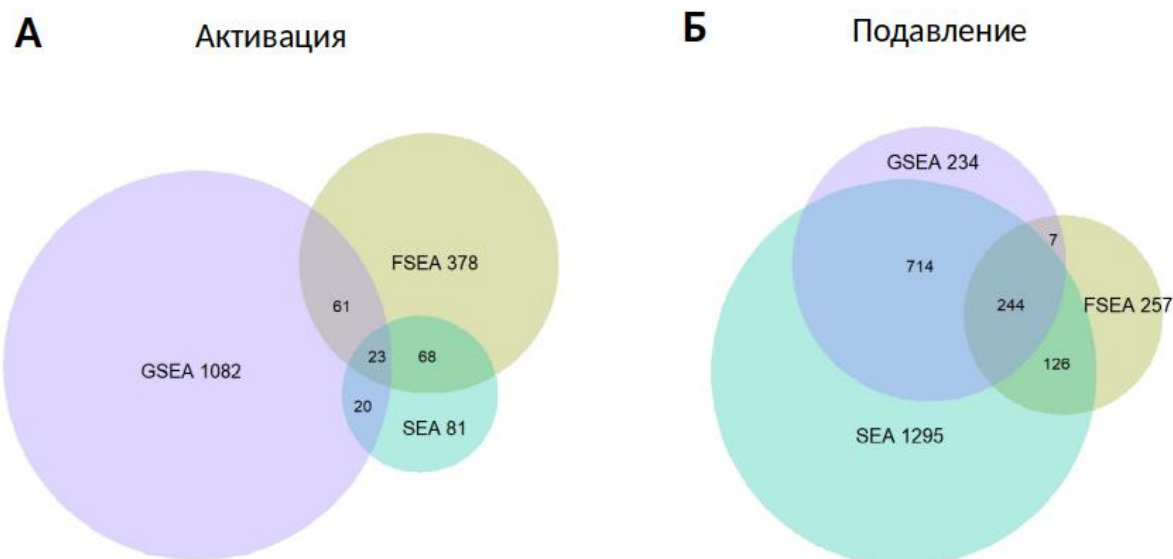 А
Активация
FSEA 378
61
GSEA 1082
23
68
20
SEA 81
Б
Подавление
GSEA 234
7
714
244
FSEA 257
126
SEA 1295